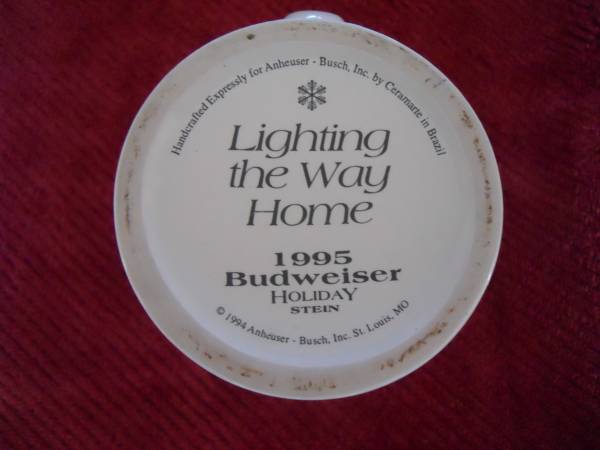 Handcrafted Expressly for Anheuser - Busch, Inc. by Ceramarte in Brazil
Lighting
the Way
Home
1995
Budweiser
HOLIDAY
STEIN
© 1994 Anheuser - Busch, Inc. St. Louis, MO